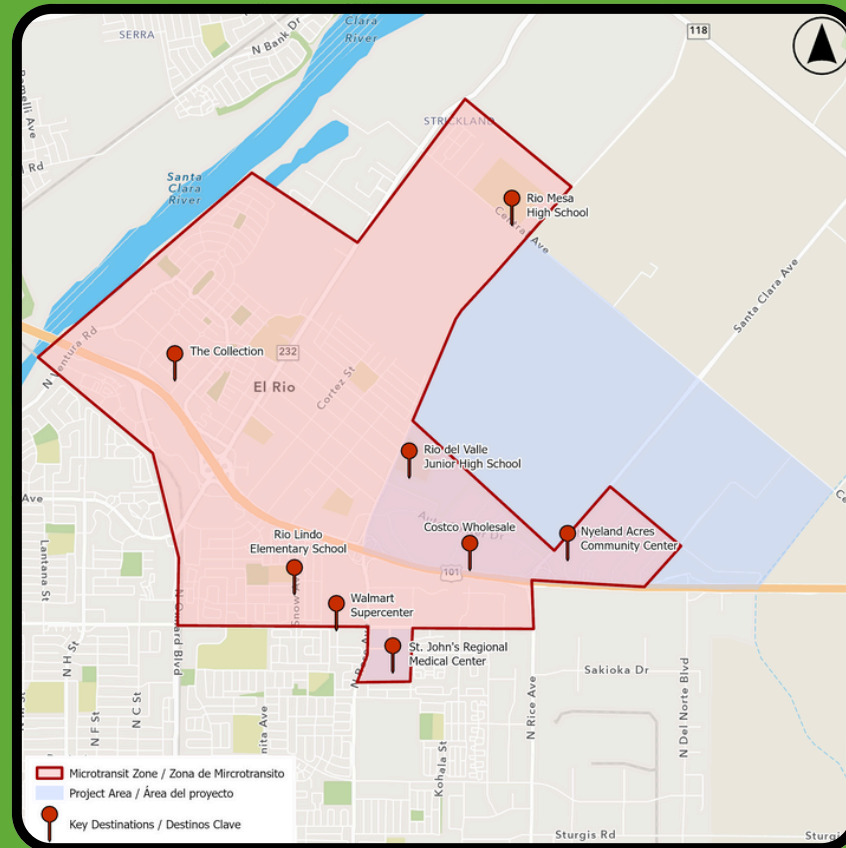 SERRA
N Bank Dr
Clara
River
118
STRICKLAND
Santa
Clara
River
Rio Mesa
High School
Central Ave
Santa Clara Ave
N Ventura Rd
The Collection
232
El Rio
Cortez St
Rio del Valle
Junior High School
Ave
Costco Wholesale
Nyeland Acres
Community Center
Rio Lindo
Elementary School
101
Lantana St
Walmart
Supercenter
St. John's Regional
Medical Center
Sakioka Dr
N H St
N F St
N C St
N Rice Ave
N Del Norte Blvd
Kohala St
Microtransit Zone / Zona de Mircrotransito
Project Area / Área del proyecto
Key Destinations / Destinos Clave
Sturgis Rd